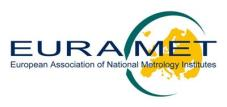 EURAMET
European Association of National Metrology Institutes